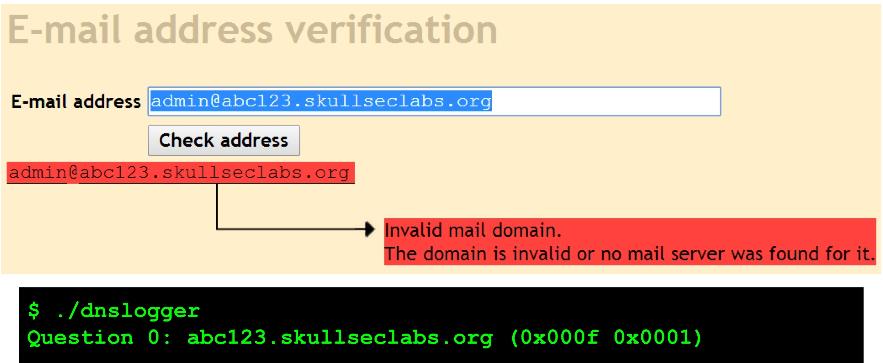 E-mail address verification
E-mail address admin@abc123.skullseclabs.org
Check address
admin@abc123.skullseclabs.org
Invalid mail domain.
The domain is invalid or no mail server was found for it.
$ ./dnslogger
Question 0: abc123.skullseclabs.org (0x000f 0x0001)